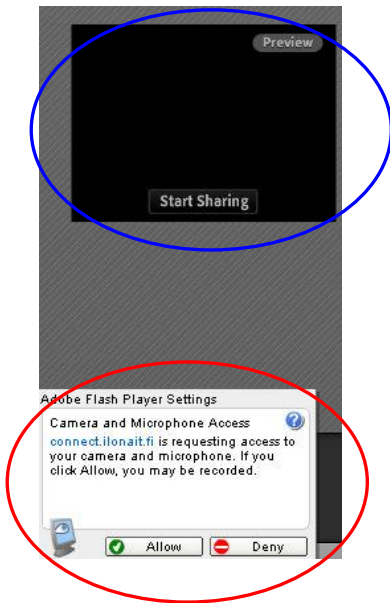 Preview
Start Sharing
Adobe Flash Player Settings
Camera and Microphone Access
connect.ilonait.fi is requesting access to
your camera and microphone. If you
click Allow, you may be recorded.
Allow
Deny